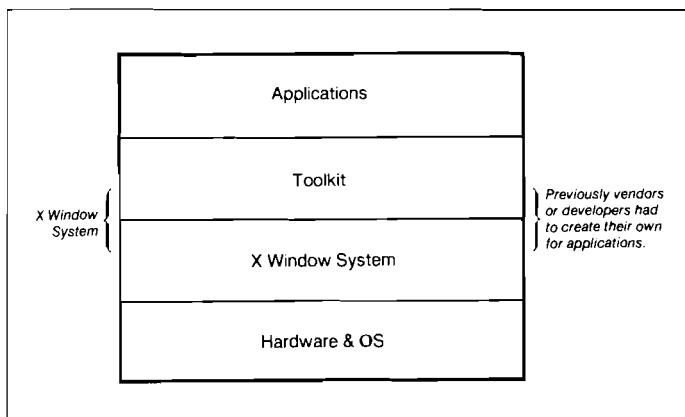 Applications
Toolkit
X Window
System
Previously vendors
or developers had
to create their own
for applications.
X Window System
Hardware & OS